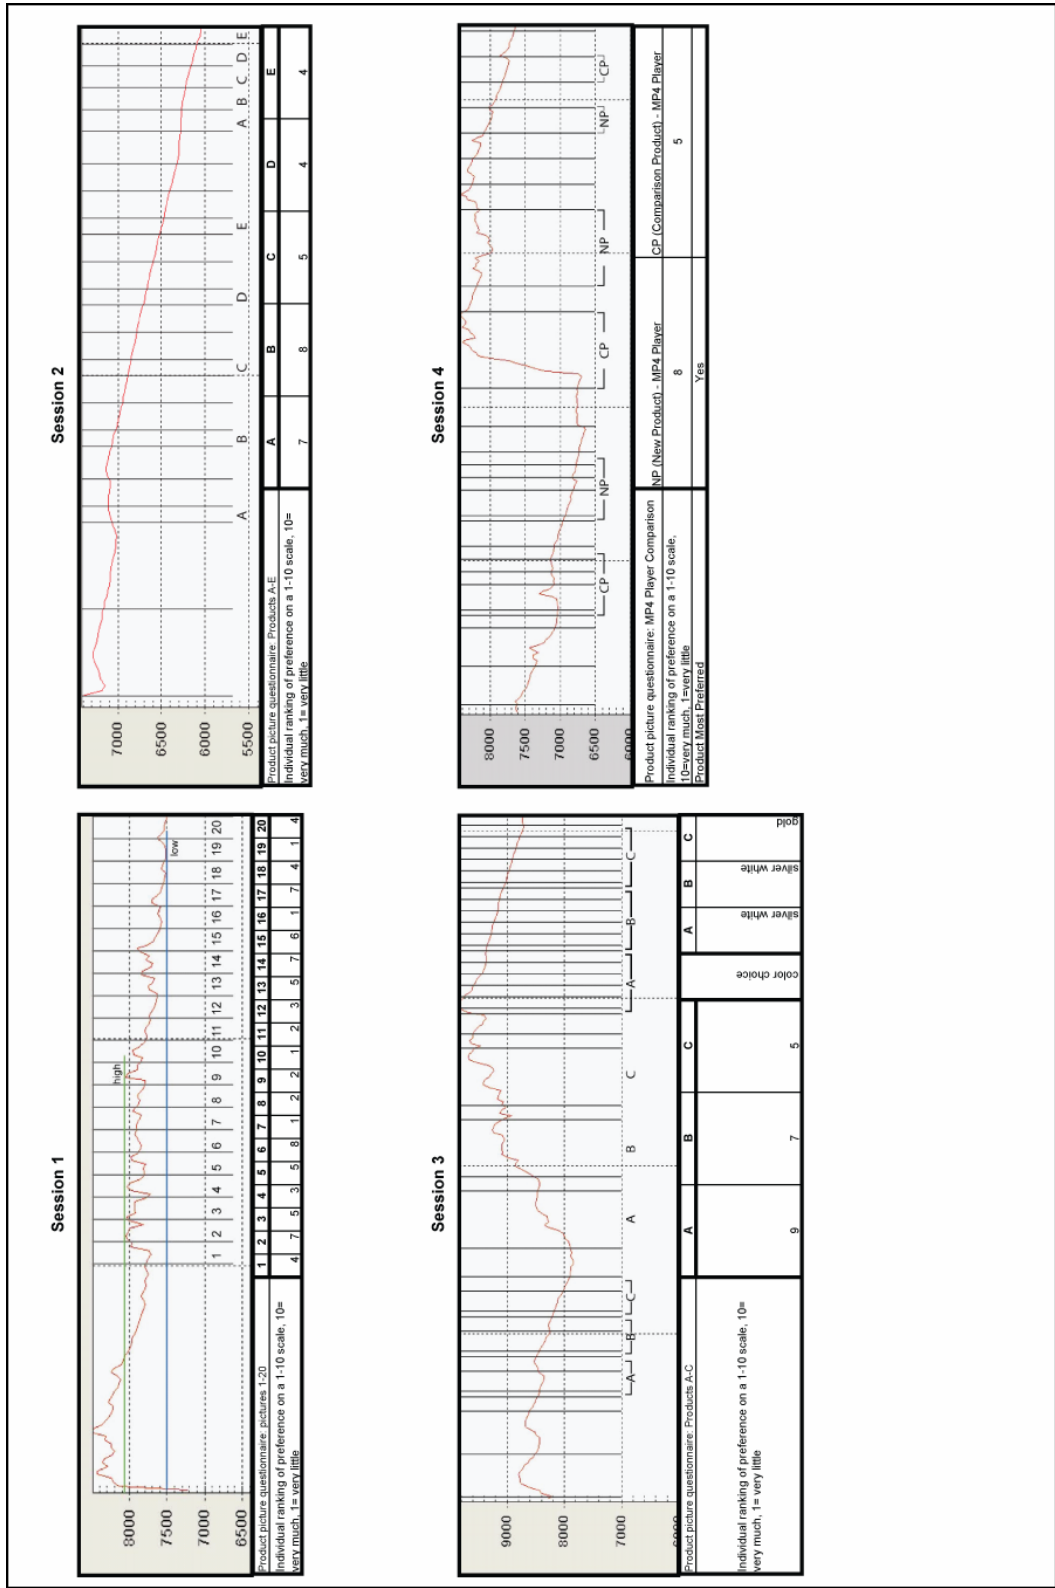 Session 1
8000
7500
7000
6500
high
low
1 2 3 4 5 6 7 8 9 10 11 12 13 14 15 16 17 18 19 20
Product picture questionnaire: pictures 1-20
1 2 3 4 5 6 7 8 9 10 11 12 13 14 15 16 17 18 19 20
Individual ranking of preference on a 1-10 scale, 10=
very much, 1= very little
4 7 5 3 5 8 1 2 2 1 2 3 5 7 6 1 7 4 1 4
Session 2
7000
6500
6000
5500
A B C D E A B C D E
Product picture questionnaire: Products A-E
A B C D E
Individual ranking of preference on a 1-10 scale, 10=
very much, 1= very little
7 8 5 4 4
Session 3
9000
8000
7000
A B C A B C A B C
Product picture questionnaire: Products A-C
A B C
color choice
A B C
Individual ranking of preference on a 1-10 scale, 10=
very much, 1= very little
9 7 5
silver white silver white gold
Session 4
8000
7500
7000
6500
6000
CP NP CP NP NP CP
Product picture questionnaire: MP4 Player Comparison
NP (New Product) - MP4 Player
CP (Comparison Product) - MP4 Player
Individual ranking of preference on a 1-10 scale,
10=very much, 1=very little
8 5
Product Most Preferred
Yes